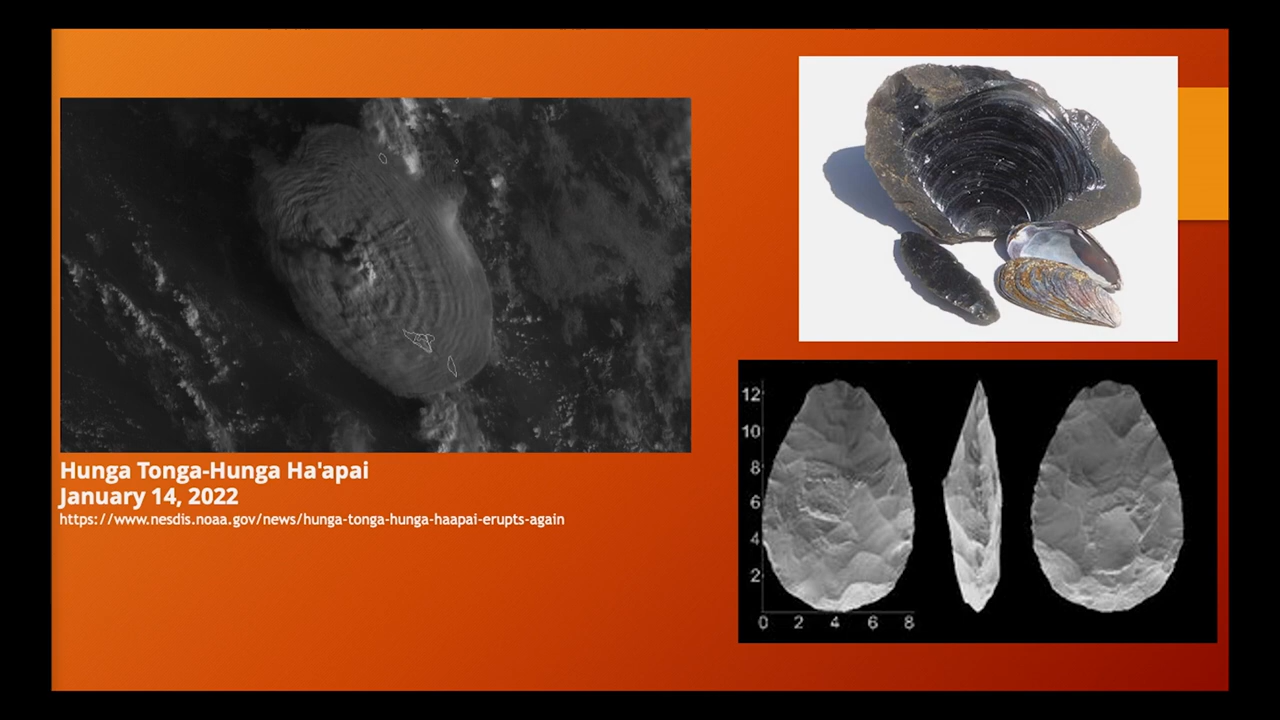 Hunga Tonga-Hunga Ha'apai
January 14, 2022
https://www.nesdis.noaa.gov/news/hunga-tonga-hunga-haapai-erupts-again
12
10
8
6
4
2
0 2 4 6 8